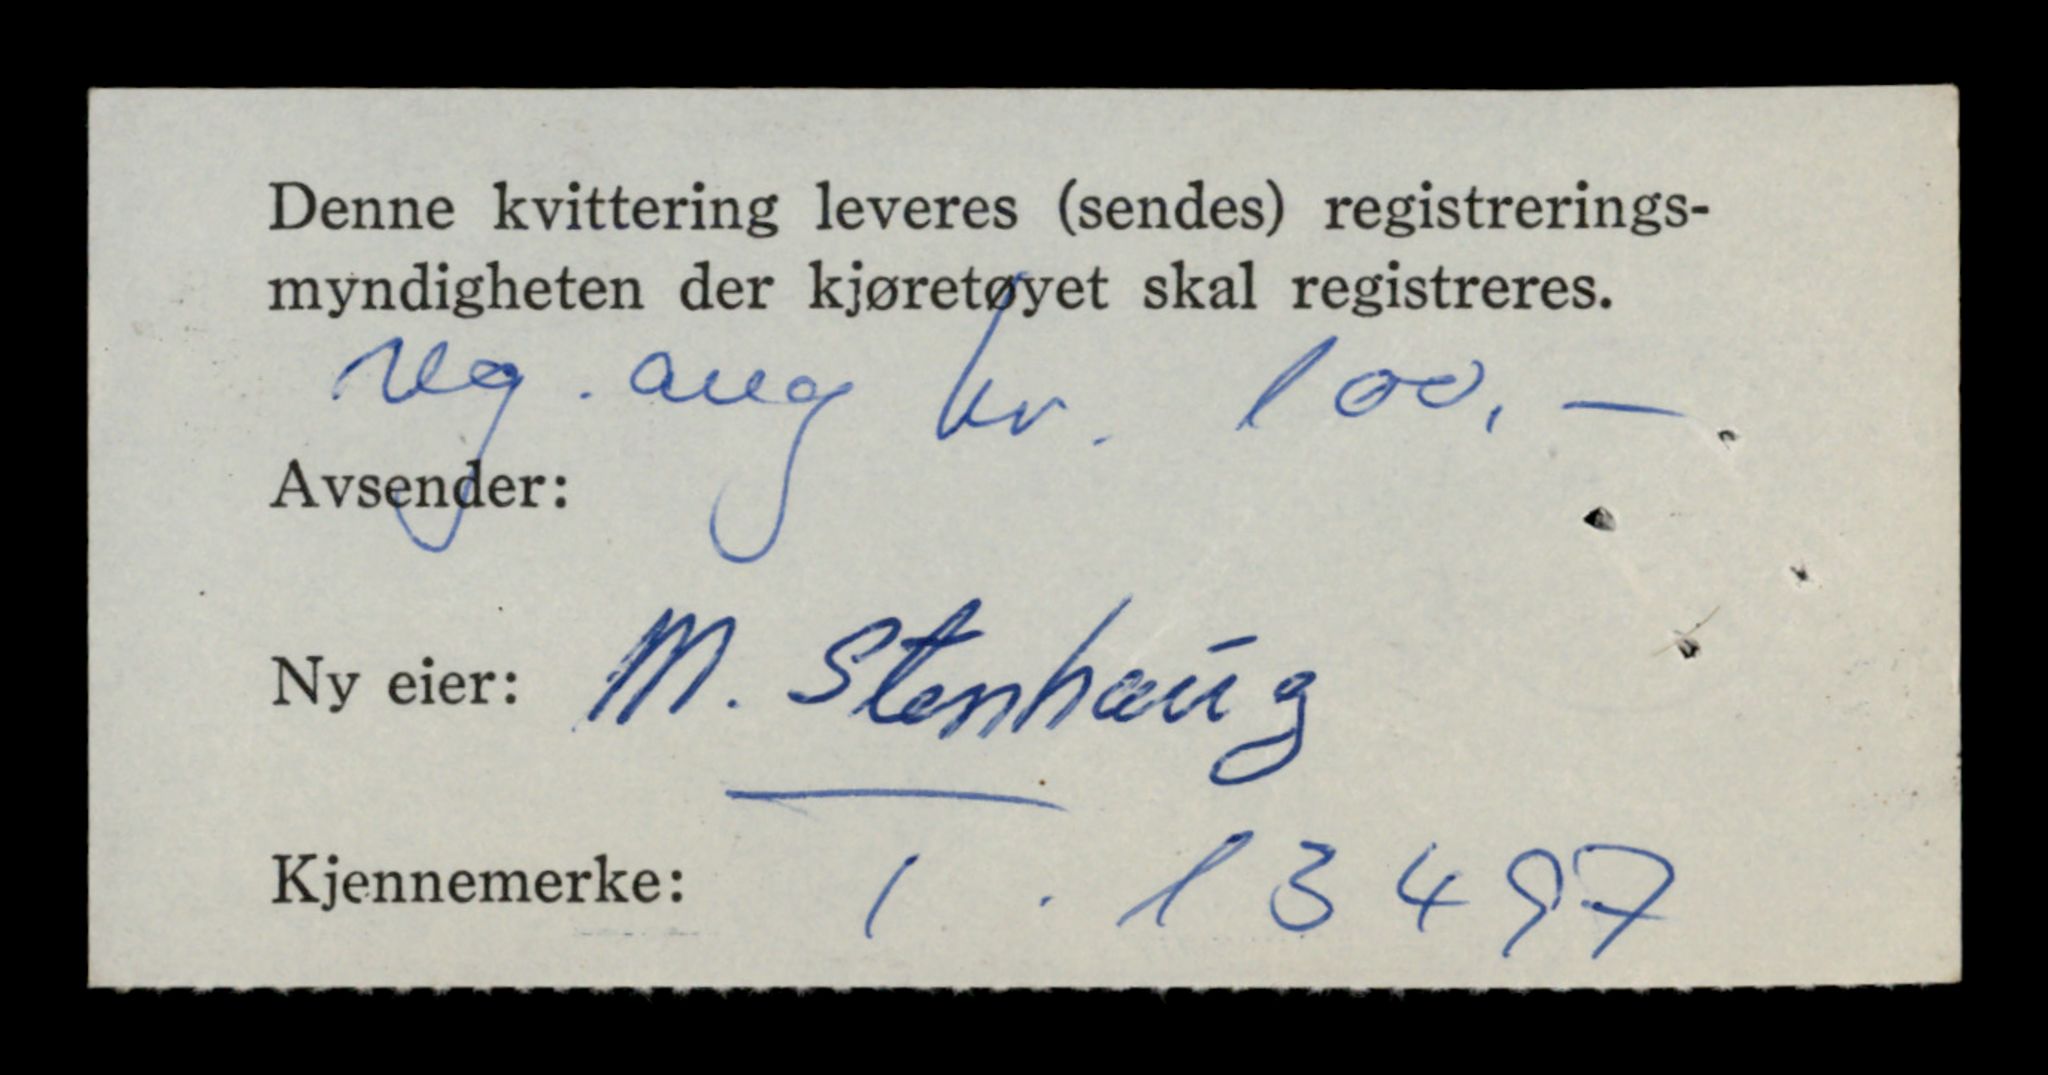 Denne kvittering leveres (sendes) registrerings-
myndigheten der kjøretøyet skal registreres.
reg. avg kr. 100,—
Avsender:
Ny eier: M. Stenhaug
Kjennemerke: 1 . 13497